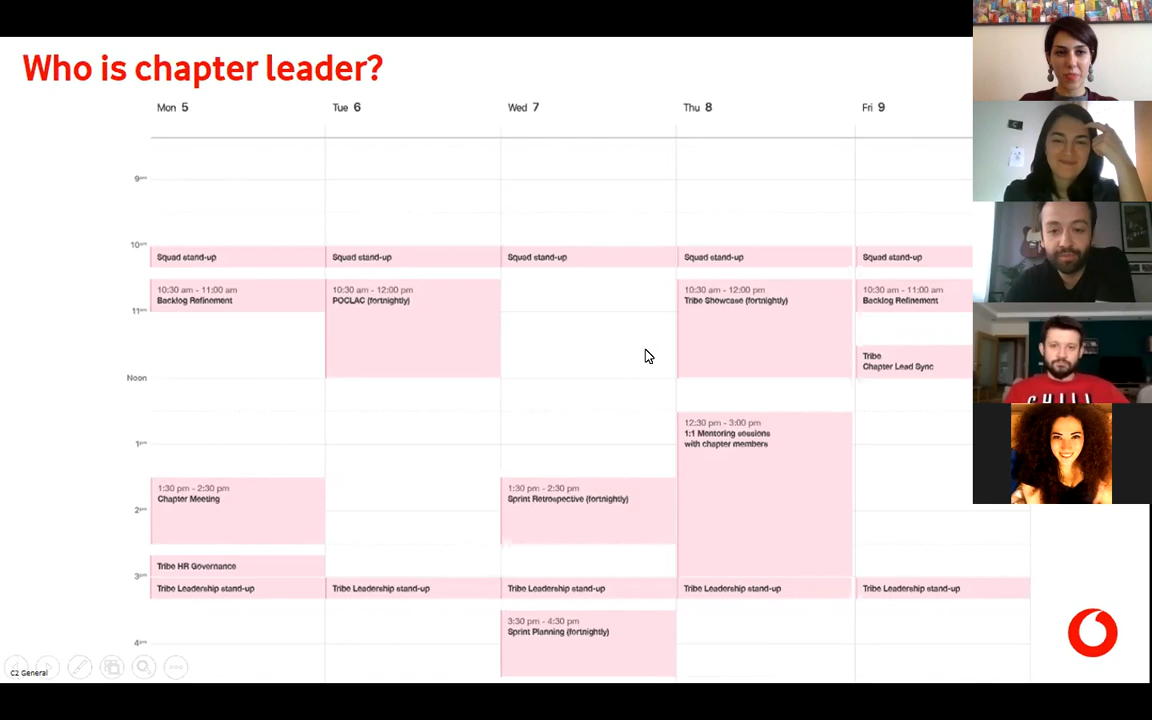 Who is chapter leader?
Mon 5
Tue 6
Wed 7
Thu 8
Fri 9
9am
10am
Squad stand-up
Squad stand-up
Squad stand-up
Squad stand-up
Squad stand-up
10:30 am - 11:00 am
Backlog Refinement
10:30 am - 12:00 pm
POCLAC (fortnightly)
10:30 am - 12:00 pm
Tribe Showcase (fortnightly)
10:30 am - 11:00 am
Backlog Refinement
11am
Tribe
Chapter Lead Sync
Noon
12:30 pm - 3:00 pm
1:1 Mentoring sessions
with chapter members
1pm
1:30 pm - 2:30 pm
Chapter Meeting
1:30 pm - 2:30 pm
Sprint Retrospective (fortnightly)
2pm
Tribe HR Governance
3pm
Tribe Leadership stand-up
Tribe Leadership stand-up
Tribe Leadership stand-up
Tribe Leadership stand-up
Tribe Leadership stand-up
3:30 pm - 4:30 pm
Sprint Planning (fortnightly)
4pm
C2 General
CHILL